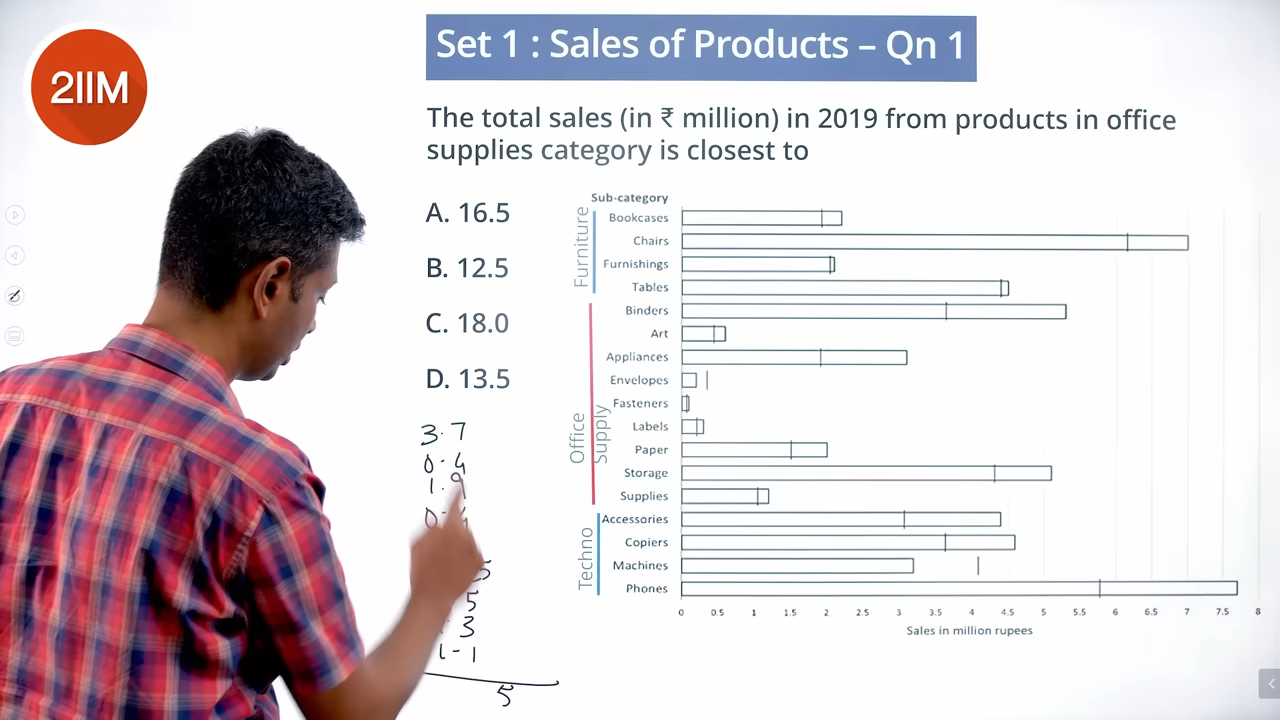 2IIM
Set 1 : Sales of Products – Qn 1
The total sales (in ₹ million) in 2019 from products in office
supplies category is closest to
A. 16.5
B. 12.5
C. 18.0
D. 13.5
3.7
0.4
1.9
5
3
1-1
5
Sub-category
Furniture
Bookcases
Chairs
Furnishings
Tables
Office
Supply
Binders
Art
Appliances
Envelopes
Fasteners
Labels
Paper
Storage
Supplies
Techno
Accessories
Copiers
Machines
Phones
0 0.5 1 1.5 2 2.5 3 3.5 4 4.5 5 5.5 6 6.5 7 7.5 8
Sales in million rupees